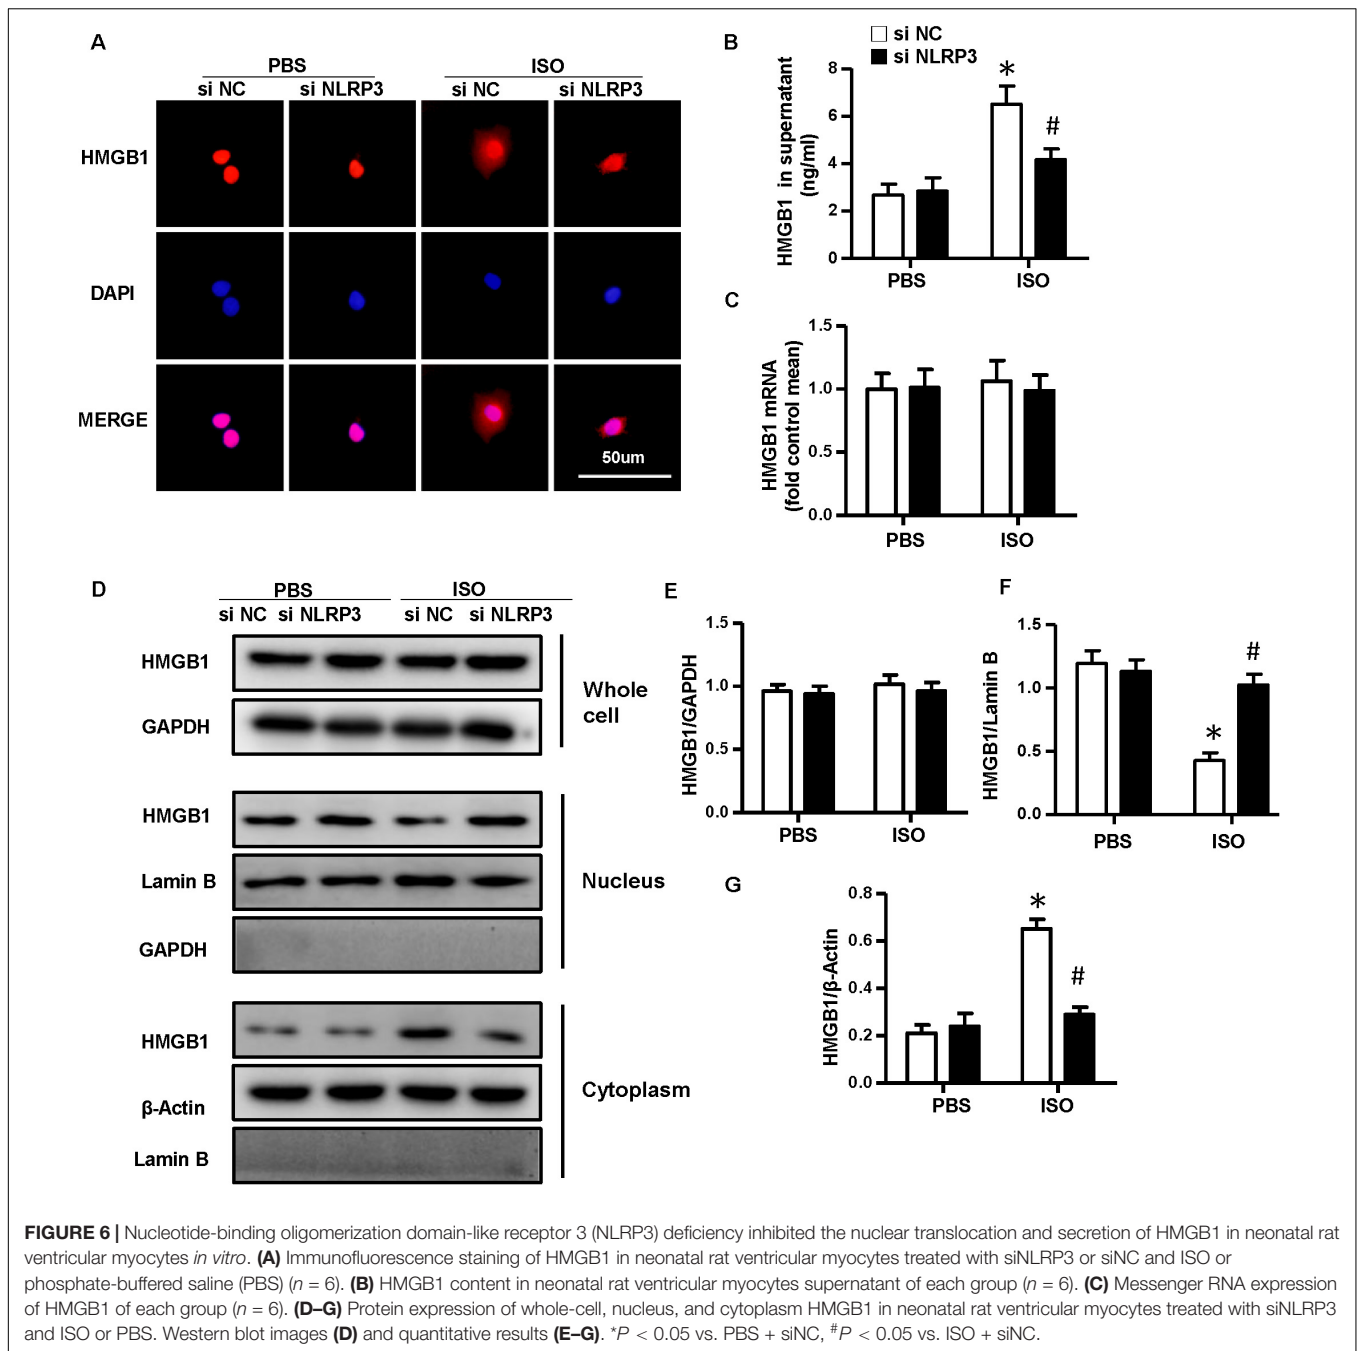 A
PBS
ISO
si NC
si NLRP3
si NC
si NLRP3
HMGB1
DAPI
MERGE
50um
B
si NC
si NLRP3
HMGB1 in supernatant
(ng/ml)
8
6
4
2
0
*
#
PBS
ISO
C
HMGB1 mRNA
(fold control mean)
1.5
1.0
0.5
0.0
PBS
ISO
D
PBS
ISO
si NC
si NLRP3
si NC
si NLRP3
HMGB1
GAPDH
Whole
cell
HMGB1
Lamin B
GAPDH
Nucleus
HMGB1
β-Actin
Lamin B
Cytoplasm
E
HMGB1/GAPDH
1.5
1.0
0.5
0.0
PBS
ISO
F
HMGB1/Lamin B
1.5
1.0
0.5
0.0
*
#
PBS
ISO
G
HMGB1/β-Actin
0.8
0.6
0.4
0.2
0.0
*
#
PBS
ISO
FIGURE 6 | Nucleotide-binding oligomerization domain-like receptor 3 (NLRP3) deficiency inhibited the nuclear translocation and secretion of HMGB1 in neonatal rat
ventricular myocytes in vitro. (A) Immunofluorescence staining of HMGB1 in neonatal rat ventricular myocytes treated with siNLRP3 or siNC and ISO or
phosphate-buffered saline (PBS) (n = 6). (B) HMGB1 content in neonatal rat ventricular myocytes supernatant of each group (n = 6). (C) Messenger RNA expression
of HMGB1 of each group (n = 6). (D–G) Protein expression of whole-cell, nucleus, and cytoplasm HMGB1 in neonatal rat ventricular myocytes treated with siNLRP3
and ISO or PBS. Western blot images (D) and quantitative results (E–G). *P < 0.05 vs. PBS + siNC, #P < 0.05 vs. ISO + siNC.